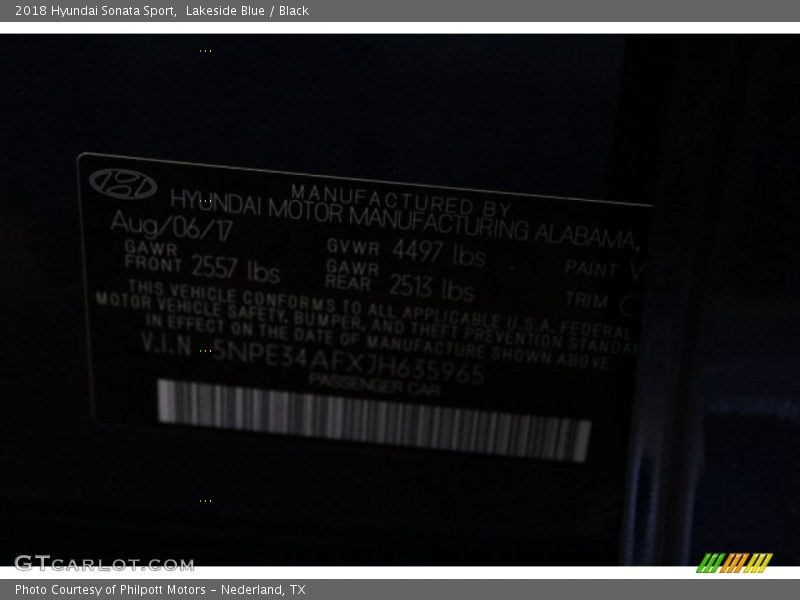 2018 Hyundai Sonata Sport, Lakeside Blue / Black
MANUFACTURED BY
HYUNDAI MOTOR MANUFACTURING ALABAMA,
Aug/06/17
GAWR FRONT 2557 lbs
GVWR 4497 lbs
GAWR REAR 2513 lbs
PAINT
TRIM
THIS VEHICLE CONFORMS TO ALL APPLICABLE U.S.A. FEDERAL
MOTOR VEHICLE SAFETY, BUMPER, AND THEFT PREVENTION STANDA
IN EFFECT ON THE DATE OF MANUFACTURE SHOWN ABOVE
V.I.N 5NPE34AFXJH635965
PASSENGER CAR
GTCARLOT.COM
Photo Courtesy of Philpott Motors - Nederland, TX